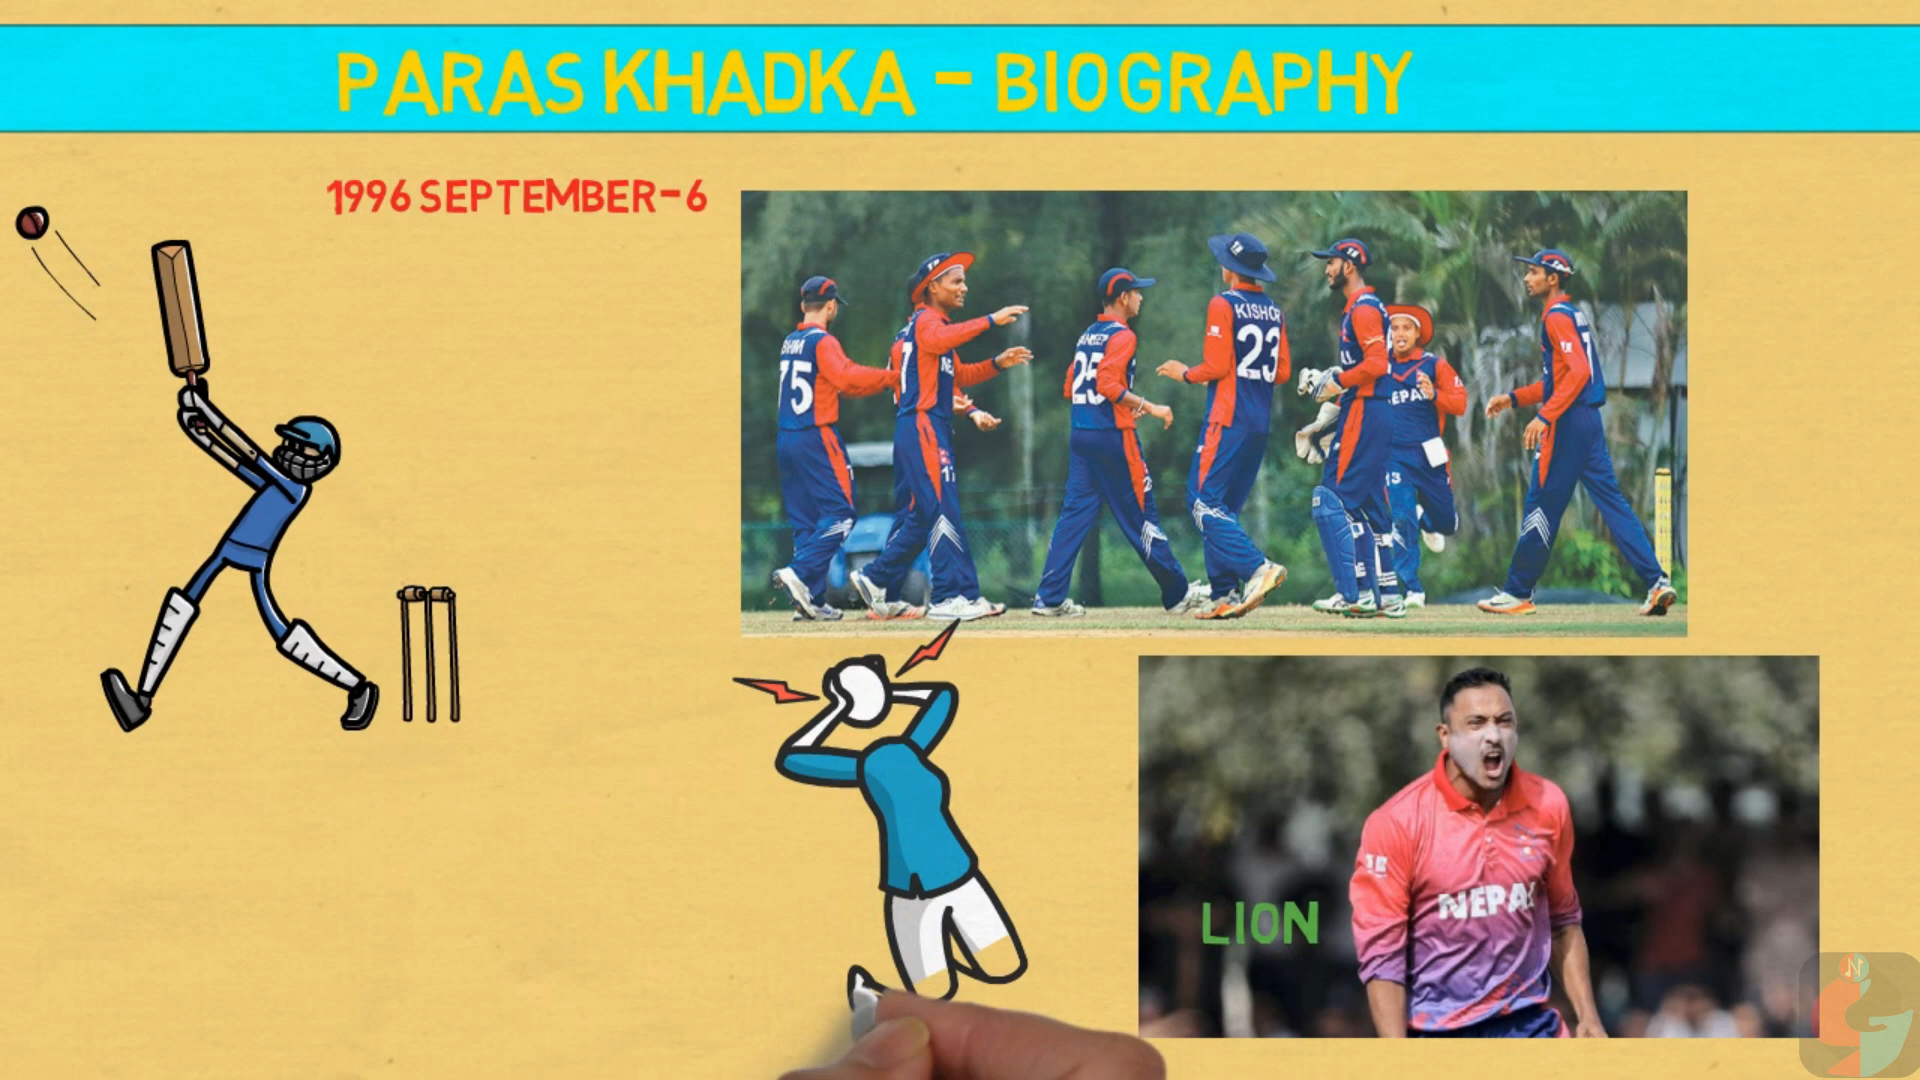 PARAS KHADKA - BIOGRAPHY
1996 SEPTEMBER-6
75
25
KISHOR
23
NEPAL
LION